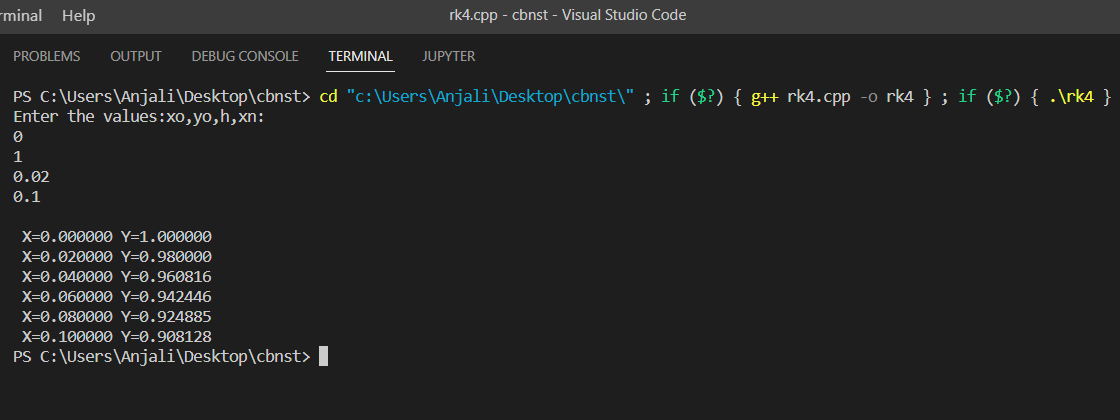 rminal Help rk4.cpp - cbnst - Visual Studio Code
PROBLEMS OUTPUT DEBUG CONSOLE TERMINAL JUPYTER
PS C:\Users\Anjali\Desktop\cbnst> cd "c:\Users\Anjali\Desktop\cbnst\" ; if ($?) { g++ rk4.cpp -o rk4 } ; if ($?) { .\rk4 }
Enter the values:xo,yo,h,xn:
0
1
0.02
0.1
X=0.000000 Y=1.000000
X=0.020000 Y=0.980000
X=0.040000 Y=0.960816
X=0.060000 Y=0.942446
X=0.080000 Y=0.924885
X=0.100000 Y=0.908128
PS C:\Users\Anjali\Desktop\cbnst>